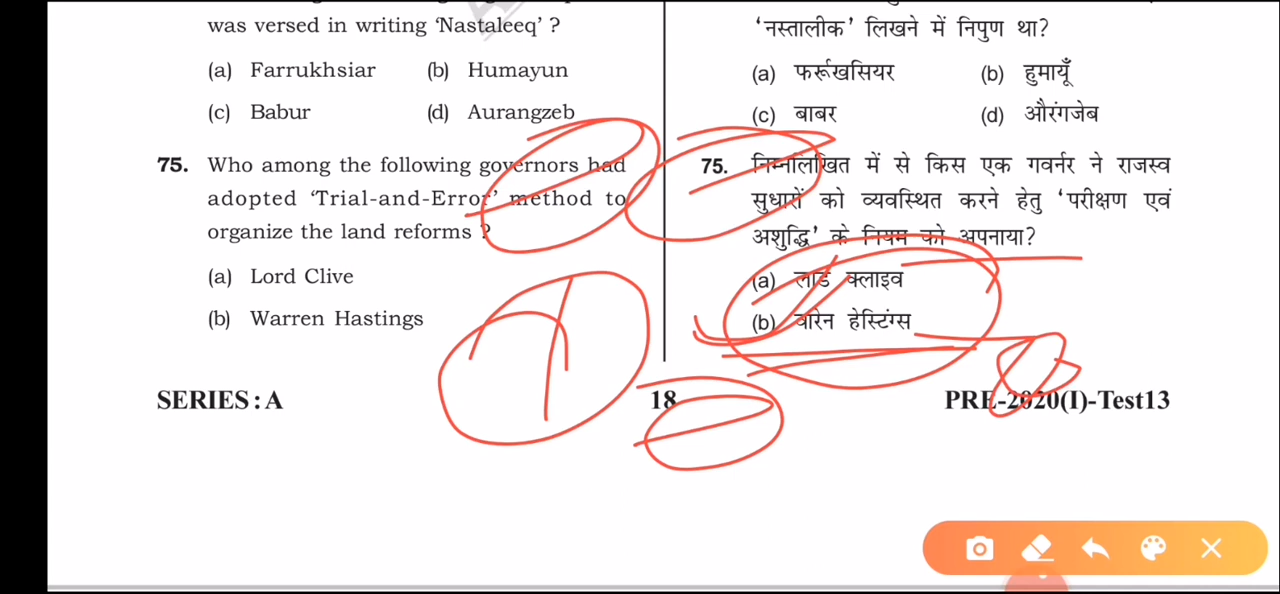 was versed in writing ‘Nastaleeq’ ?
(a) Farrukhsiar (b) Humayun
(c) Babur (d) Aurangzeb
75. Who among the following governors had
adopted ‘Trial-and-Error’ method to
organize the land reforms ?
(a) Lord Clive
(b) Warren Hastings
‘नस्तालीक’ लिखने में निपुण था?
(a) फर्रूखसियर (b) हुमायूँ
(c) बाबर (d) औरंगजेब
75. निम्नलिखित में से किस एक गवर्नर ने राजस्व
सुधारों को व्यवस्थित करने हेतु ‘परीक्षण एवं
अशुद्धि’ के नियम को अपनाया?
(a) लार्ड क्लाइव
(b) वारेन हेस्टिंग्स
SERIES : A 18 PRE-2020(I)-Test13